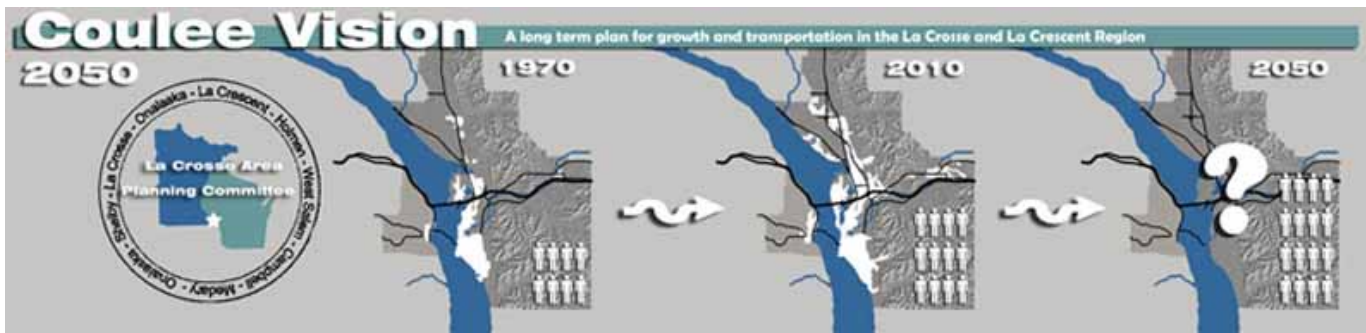 Coulee Vision
A long term plan for growth and transportation in the La Crosse and La Crescent Region
2050
1970
2010
2050
La Crosse - Onalaska - La Crescent - Holmen - West Salem - Campbell - Medary - Onalaska - Shelby -
La Crosse Area
Planning Committee